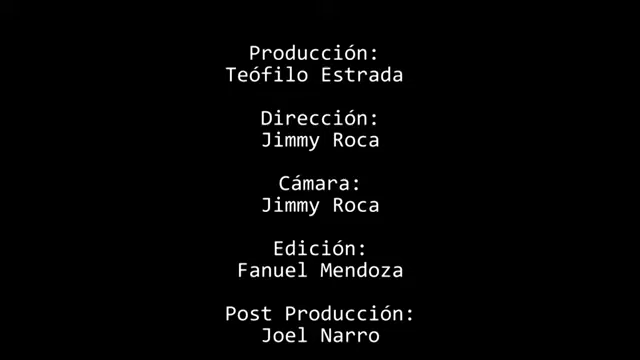 Producción:
Teófilo Estrada
Dirección:
Jimmy Roca
Cámara:
Jimmy Roca
Edición:
Fanuel Mendoza
Post Producción:
Joel Narro